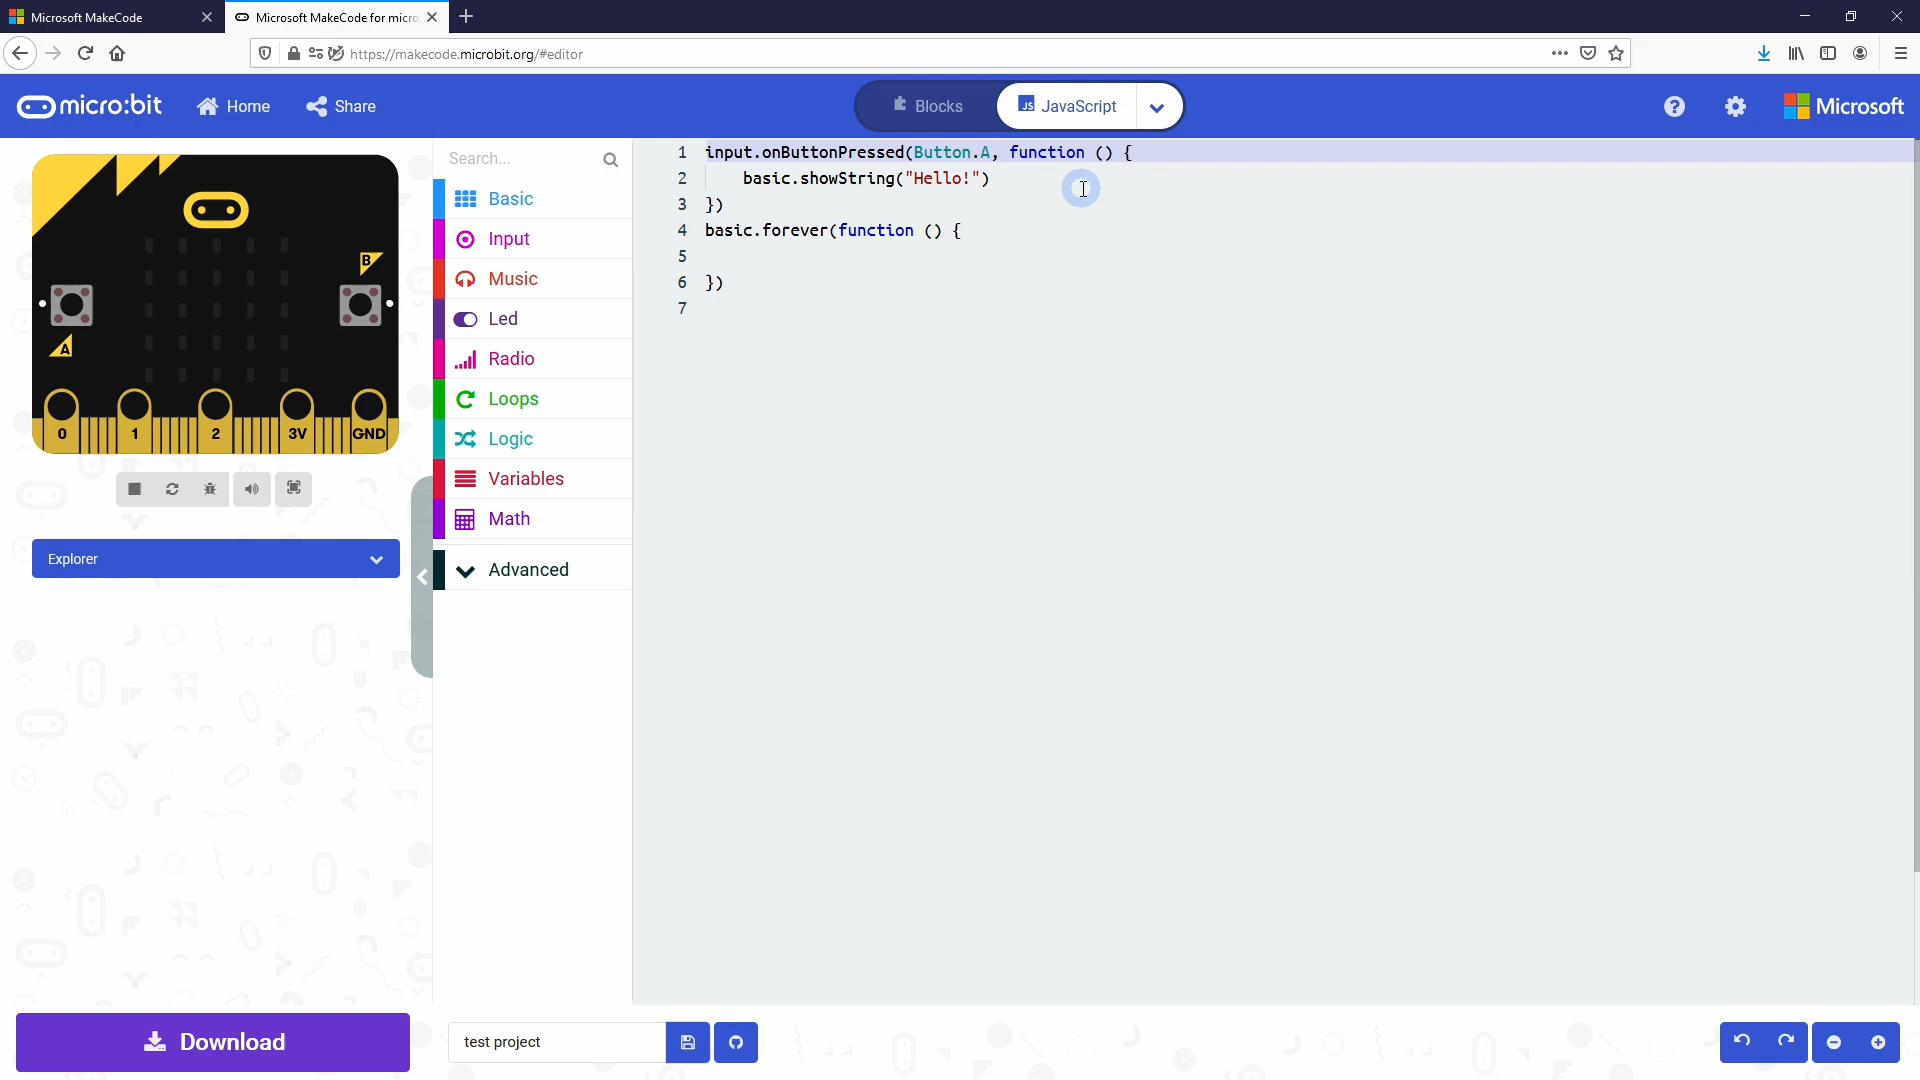 Microsoft MakeCode
Microsoft MakeCode for micro
https://makecode.microbit.org/#editor
micro:bit
Home
Share
Blocks
JS JavaScript
?
Microsoft
B
A
0 1 2 3V GND
Explorer
Download
Search...
Basic
Input
Music
Led
Radio
Loops
Logic
Variables
Math
Advanced
1 input.onButtonPressed(Button.A, function () {
2 basic.showString("Hello!")
3 })
4 basic.forever(function () {
5
6 })
7
test project